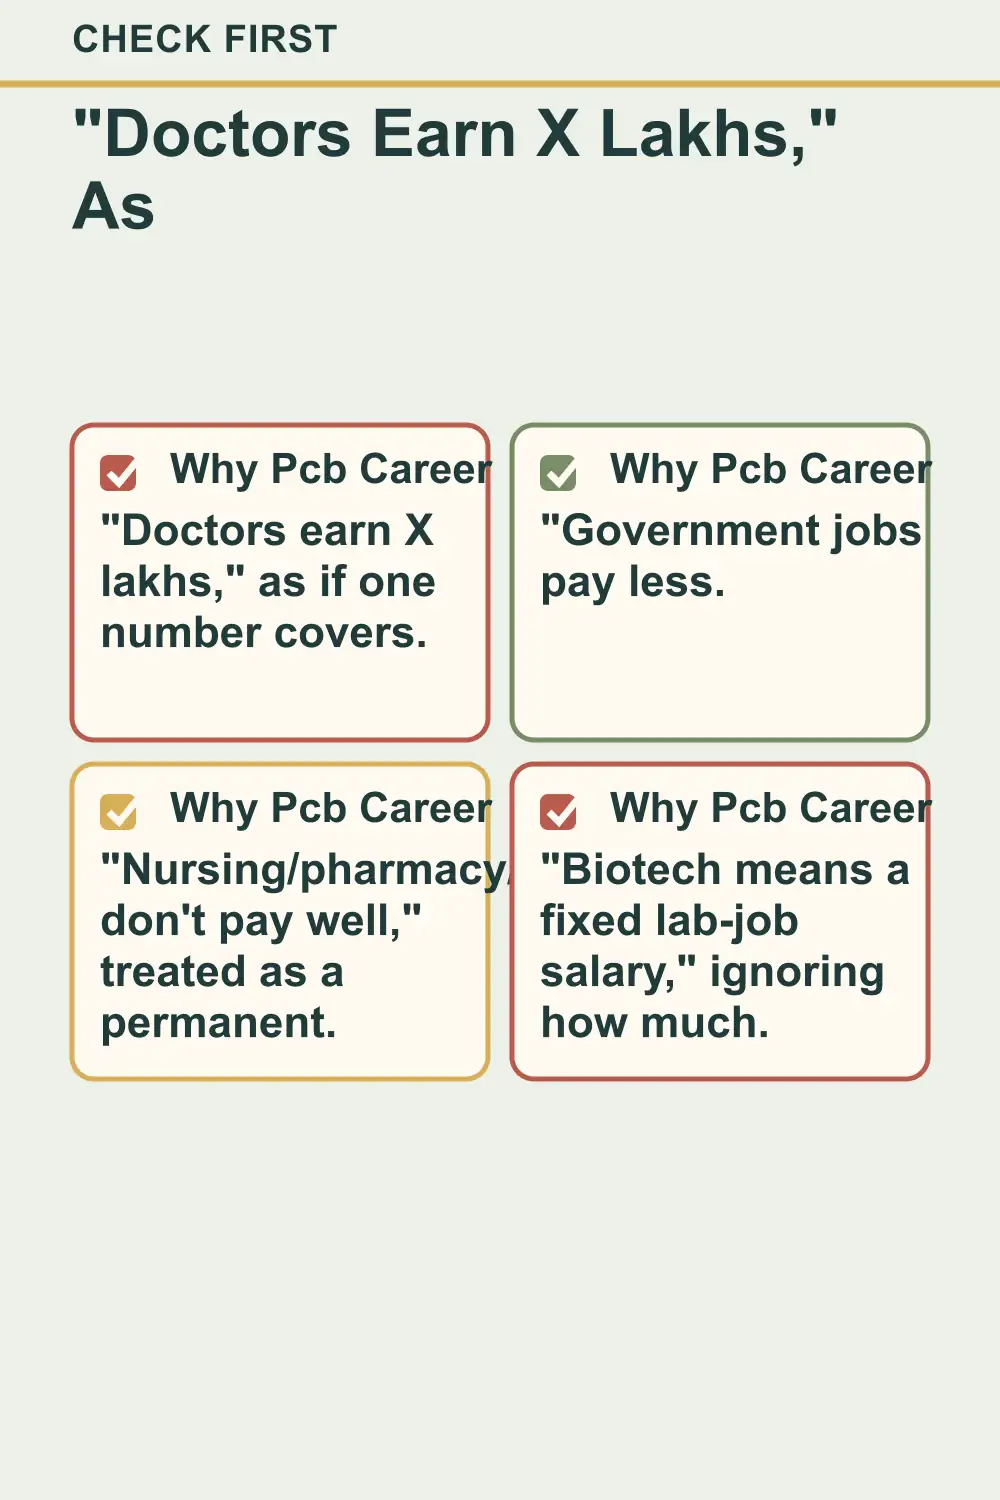 CHECK FIRST
"Doctors Earn X Lakhs,"
As
Why Pcb Career
"Doctors earn X
lakhs," as if one
number covers.
Why Pcb Career
"Government jobs
pay less.
Why Pcb Career
"Nursing/pharmacy/
don't pay well,"
treated as a
permanent.
Why Pcb Career
"Biotech means a
fixed lab-job
salary," ignoring
how much.